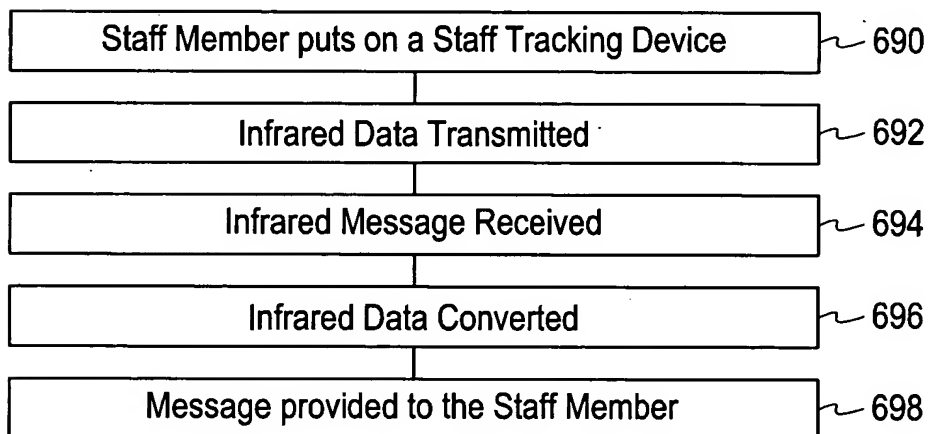 Staff Member puts on a Staff Tracking Device 690
Infrared Data Transmitted 692
Infrared Message Received 694
Infrared Data Converted 696
Message provided to the Staff Member 698